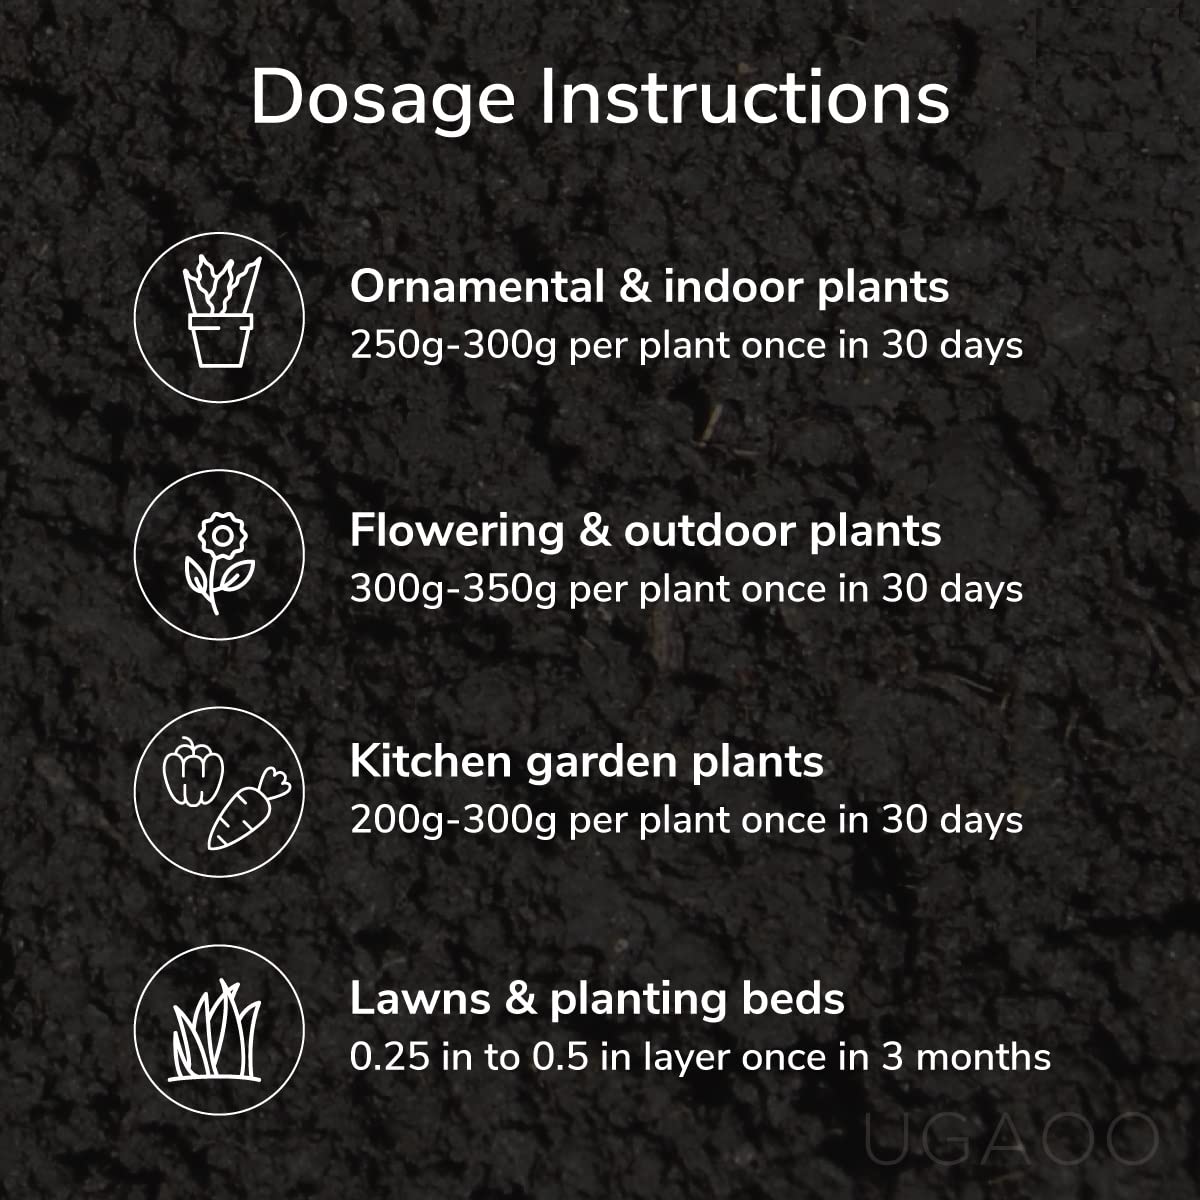 Dosage Instructions
Ornamental & indoor plants
250g-300g per plant once in 30 days
Flowering & outdoor plants
300g-350g per plant once in 30 days
Kitchen garden plants
200g-300g per plant once in 30 days
Lawns & planting beds
0.25 in to 0.5 in layer once in 3 months
UGAOO